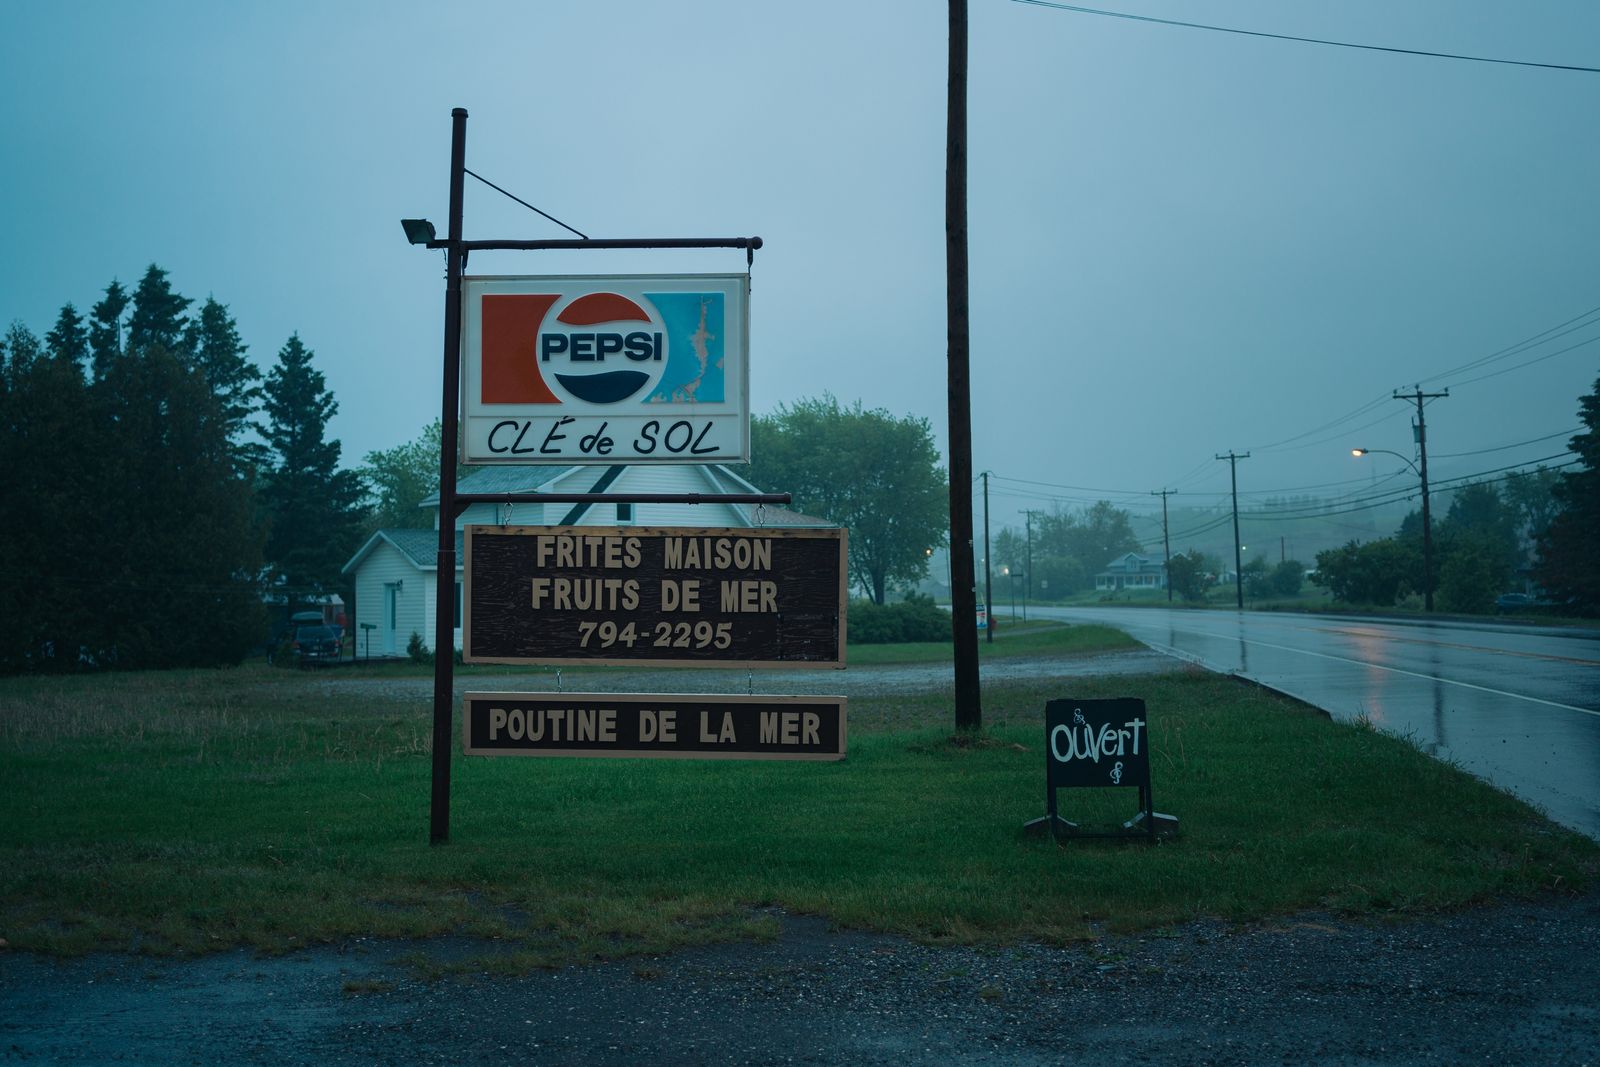 PEPSI
CLÉ de SOL
FRITES MAISON
FRUITS DE MER
794-2295
POUTINE DE LA MER
OUVERT